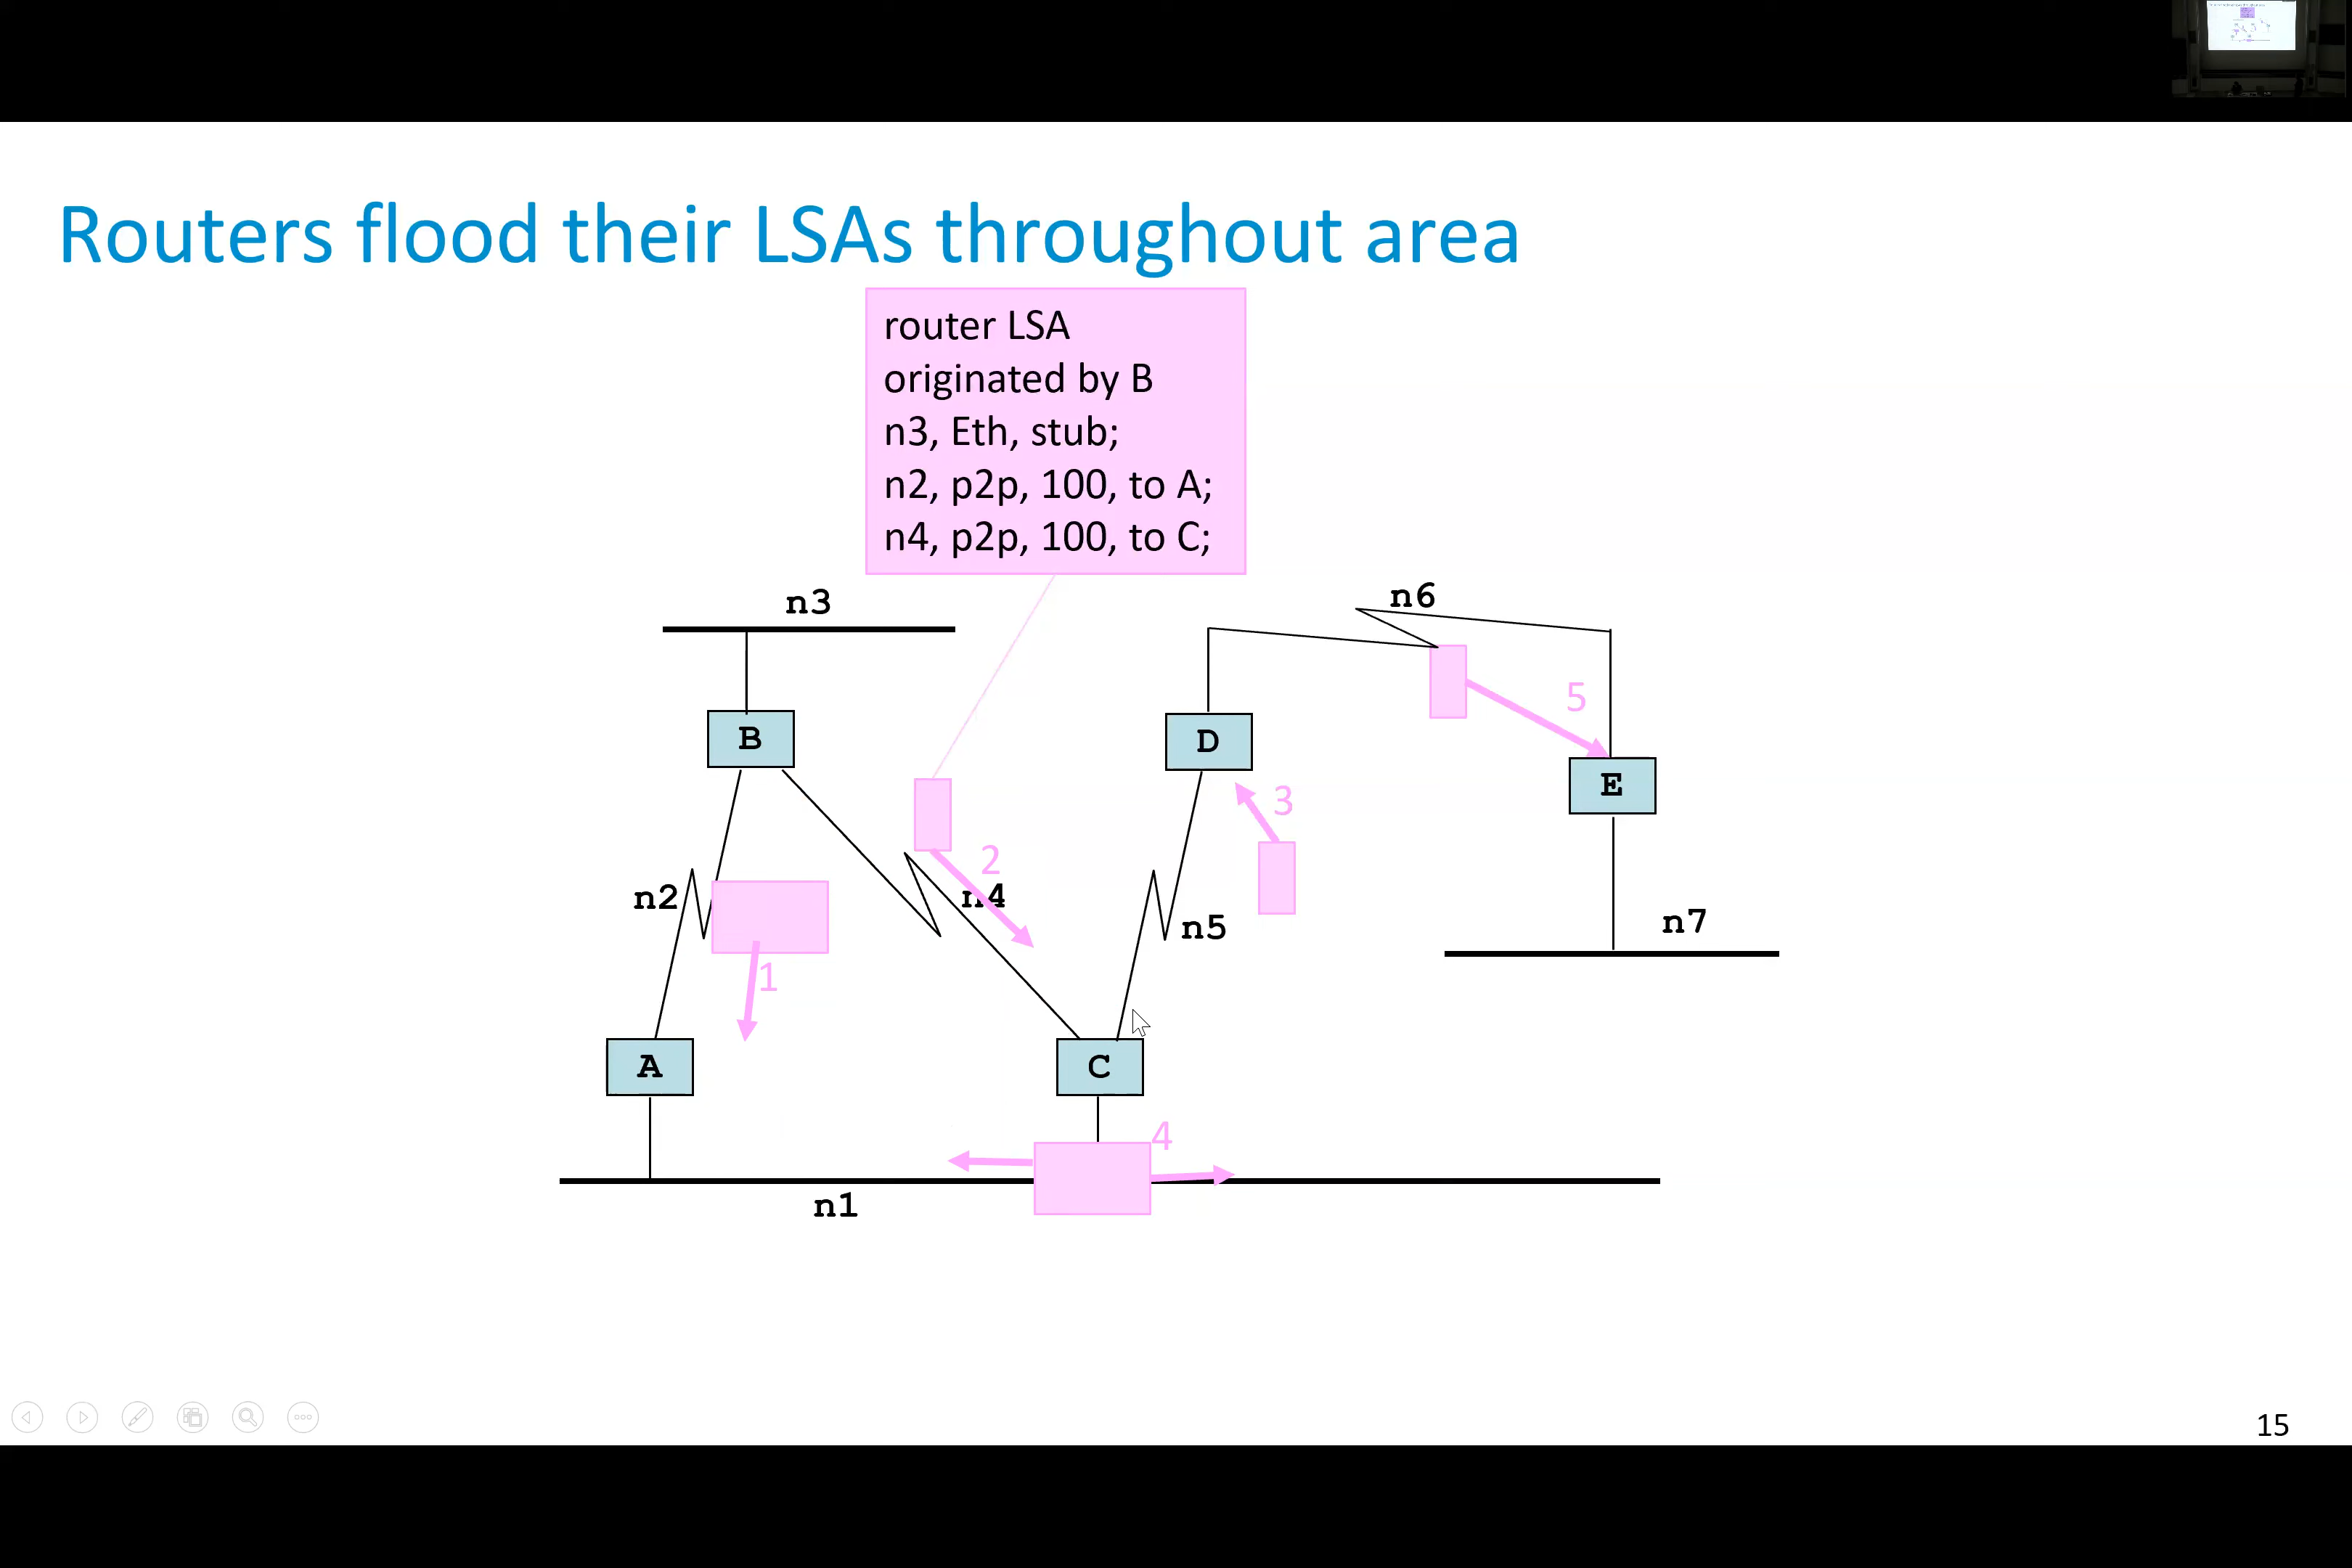 Routers flood their LSAs throughout area
router LSA
originated by B
n3, Eth, stub;
n2, p2p, 100, to A;
n4, p2p, 100, to C;
n3
n6
5
B
D
E
3
2
n2
n4
n5
n7
1
A
C
4
n1
15